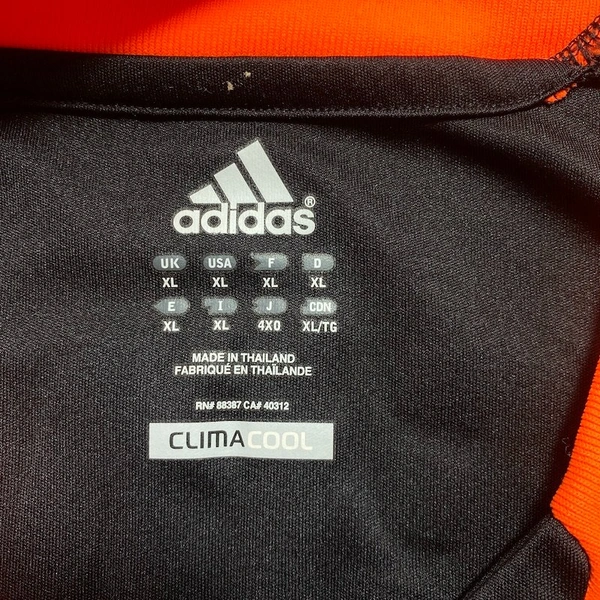 adidas®
UK USA F D
XL XL XL XL
E I J CDN
XL XL 4XO XL/TG
MADE IN THAILAND
FABRIQUÉ EN THAÏLANDE
RN# 88387 CA# 40312
CLIMACOOL